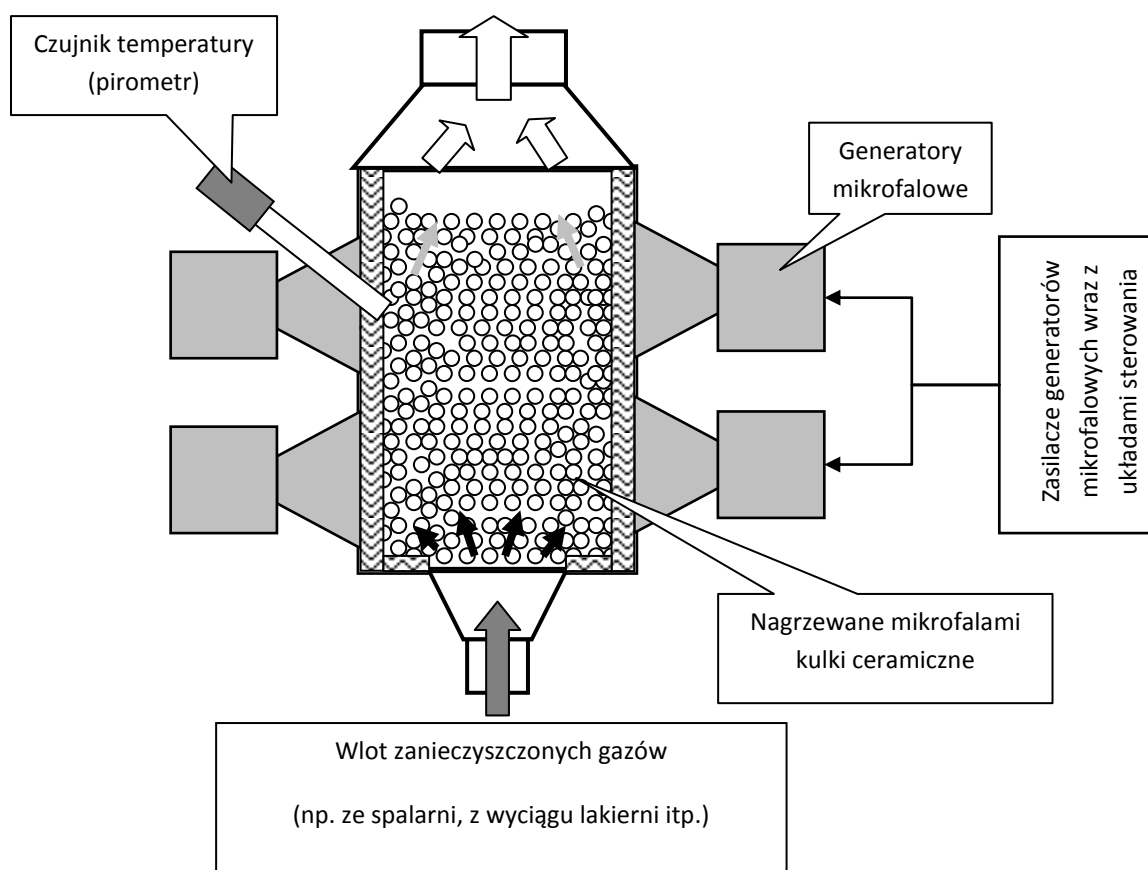 Czujnik temperatury
(pirometr)
Generatory
mikrofalowe
Zasilacze generatorów
mikrofalowych wraz z
układami sterowania
Nagrzewane mikrofalami
kulki ceramiczne
Wlot zanieczyszczonych gazów
(np. ze spalarni, z wyciągu lakierni itp.)